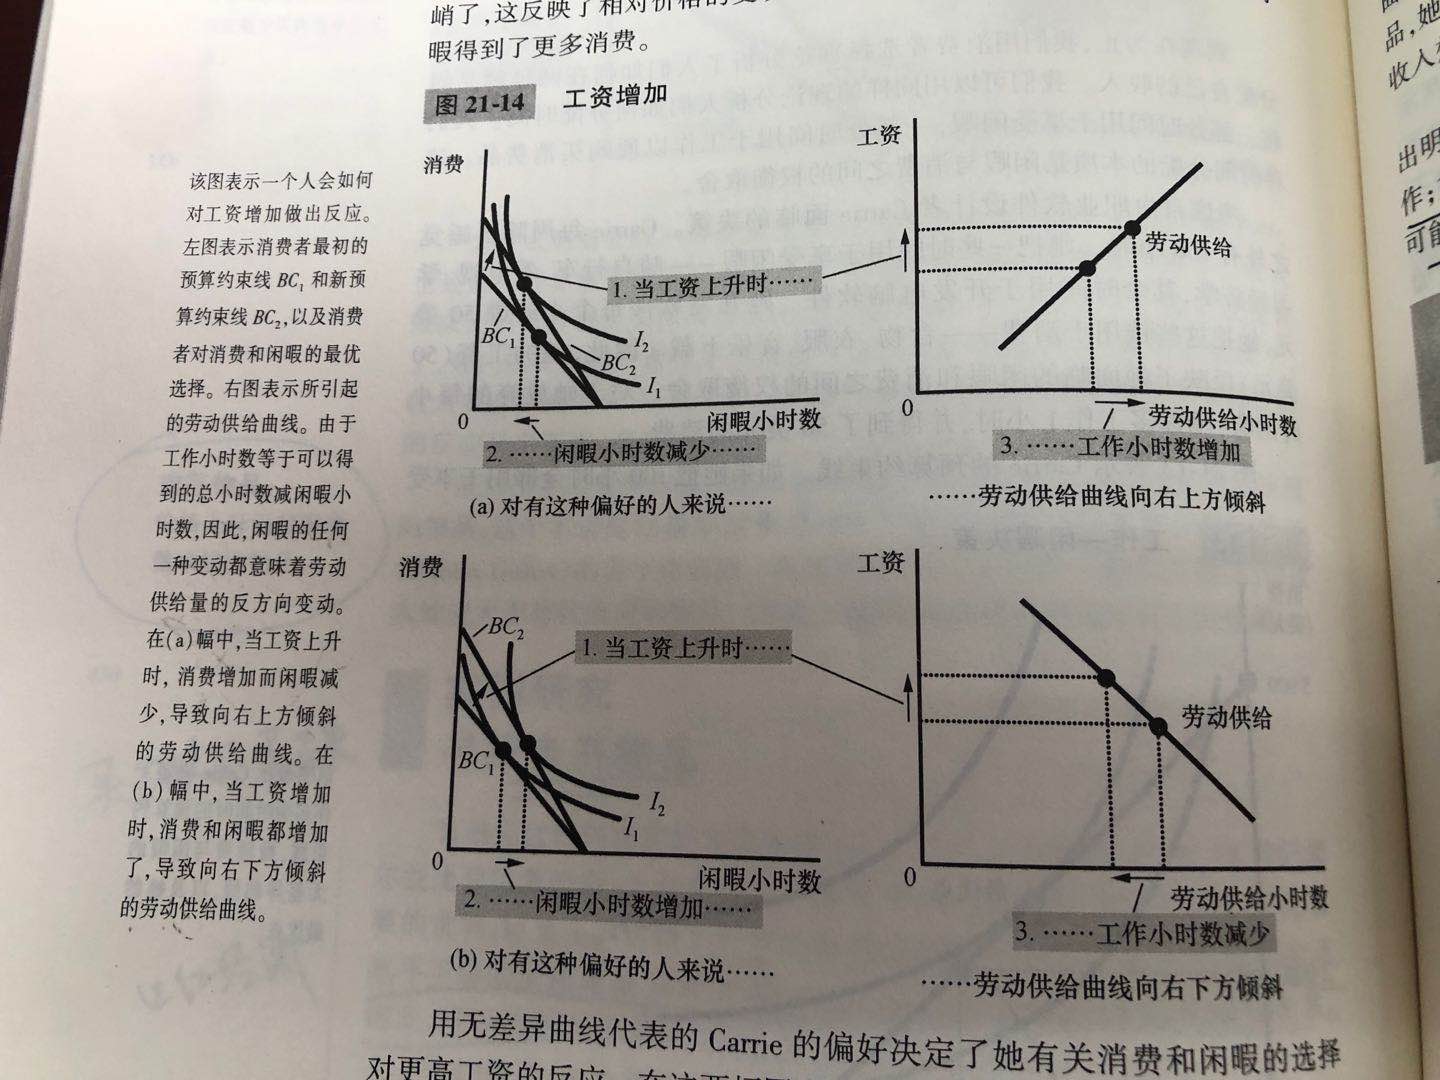 峭了,这反映了相对价格的变
暇得到了更多消费。
图 21-14 工资增加
该图表示一个人会如何
对工资增加做出反应。
左图表示消费者最初的
预算约束线 BC₁ 和新预
算约束线 BC₂,以及消费
者对消费和闲暇的最优
选择。右图表示所引起
的劳动供给曲线。由于
工作小时数等于可以得
到的总小时数减闲暇小
时数,因此,闲暇的任何
一种变动都意味着劳动
供给量的反方向变动。
在(a)幅中,当工资上升
时,消费增加而闲暇减
少,导致向右上方倾斜
的劳动供给曲线。在
(b)幅中,当工资增加
时,消费和闲暇都增加
了,导致向右下方倾斜
的劳动供给曲线。
消费
1. 当工资上升时……
BC₁
I₂
BC₂
I₁
0
闲暇小时数
2. ……闲暇小时数减少……
(a) 对有这种偏好的人来说……
工资
劳动供给
0
劳动供给小时数
3. ……工作小时数增加
……劳动供给曲线向右上方倾斜
消费
BC₂
1. 当工资上升时……
BC₁
I₂
I₁
0
闲暇小时数
2. ……闲暇小时数增加……
(b) 对有这种偏好的人来说……
工资
劳动供给
0
劳动供给小时数
3. ……工作小时数减少
……劳动供给曲线向右下方倾斜
用无差异曲线代表的 Carrie 的偏好决定了她有关消费和闲暇的选择
对更高工资的反应
品,她
收入
出明
作;
可能